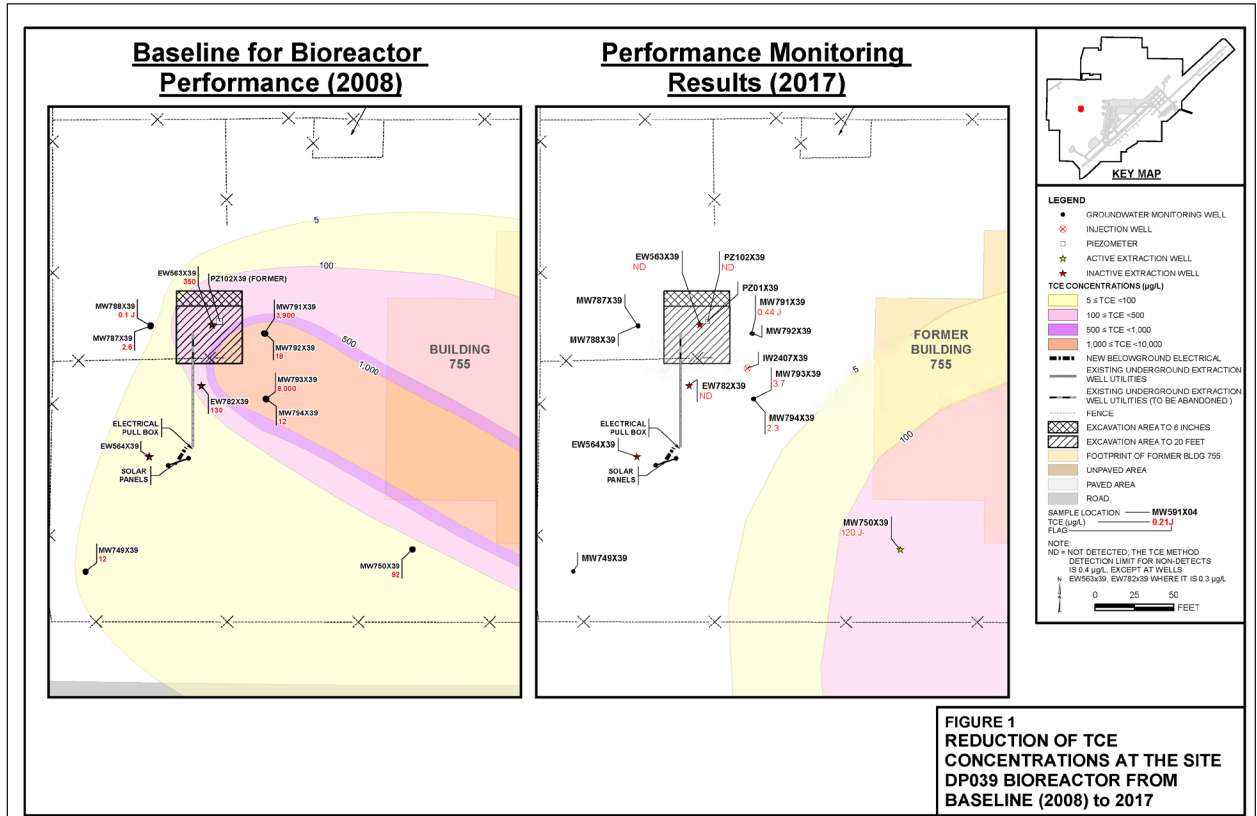 Baseline for Bioreactor
Performance (2008)
5
100
EW563X39
350
PZ102X39 (FORMER)
MW788X39
0.1 J
MW787X39
2.6
MW791X39
3,900
MW792X39
18
500
1,000
BUILDING
755
MW793X39
8,000
MW794X39
12
EW782X39
130
ELECTRICAL
PULL BOX
EW564X39
SOLAR
PANELS
MW749X39
12
MW750X39
92
Performance Monitoring
Results (2017)
EW563X39
ND
PZ102X39
ND
PZ01X39
MW791X39
0.44 J
MW787X39
MW792X39
MW788X39
FORMER
BUILDING
755
IW2407X39
MW793X39
3.7
5
EW782X39
ND
MW794X39
2.3
ELECTRICAL
PULL BOX
100
EW564X39
SOLAR
PANELS
MW750X39
120 J-
MW749X39
KEY MAP
LEGEND
GROUNDWATER MONITORING WELL
INJECTION WELL
PIEZOMETER
ACTIVE EXTRACTION WELL
INACTIVE EXTRACTION WELL
TCE CONCENTRATIONS (µg/L)
5 ≤ TCE <100
100 ≤ TCE <500
500 ≤ TCE <1,000
1,000 ≤ TCE <10,000
NEW BELOWGROUND ELECTRICAL
EXISTING UNDERGROUND EXTRACTION
WELL UTILITIES
EXISTING UNDERGROUND EXTRACTION
WELL UTILITIES (TO BE ABANDONED )
FENCE
EXCAVATION AREA TO 6 INCHES
EXCAVATION AREA TO 20 FEET
FOOTPRINT OF FORMER BLDG 755
UNPAVED AREA
PAVED AREA
ROAD
SAMPLE LOCATION MW591X04
TCE (µg/L) 0.21J
FLAG
NOTE:
ND = NOT DETECTED; THE TCE METHOD
DETECTION LIMIT FOR NON-DETECTS
IS 0.4 µg/L, EXCEPT AT WELLS
EW563x39, EW782x39 WHERE IT IS 0.3 µg/L
N
0 25 50
FEET
FIGURE 1
REDUCTION OF TCE
CONCENTRATIONS AT THE SITE
DP039 BIOREACTOR FROM
BASELINE (2008) to 2017